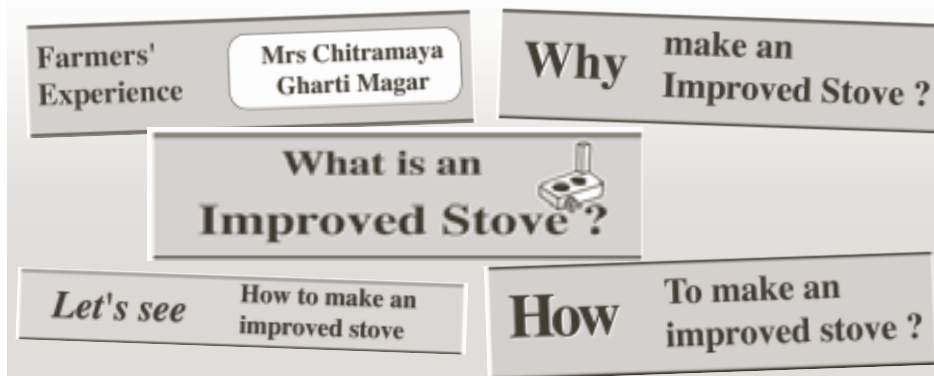 Farmers'
Experience
Mrs Chitramaya
Gharti Magar
Why
make an
Improved Stove ?
What is an
Improved Stove ?
Let's see
How to make an
improved stove
How
To make an
improved stove ?